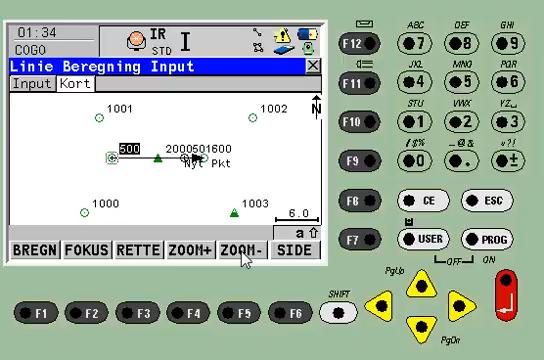 01:34
IR
STD
I
COGO
Linie Beregning Input
Input Kort
1001
1002
N
500
2000501600
Nyt Pkt
1000
1003
6.0
a
BREGN FOKUS RETTE ZOOM+ ZOOM- SIDE
F1 F2 F3 F4 F5 F6 SHIFT
F12 ABC 7 DEF 8 GHI 9
F11 JKL 4 MNO 5 PQR 6
F10 STU 1 VWX 2 YZ 3
F9 /$% 0 _@& . ± "?!
F8 CE ESC
F7 USER PROG
OFF ON
PgUp
PgDn